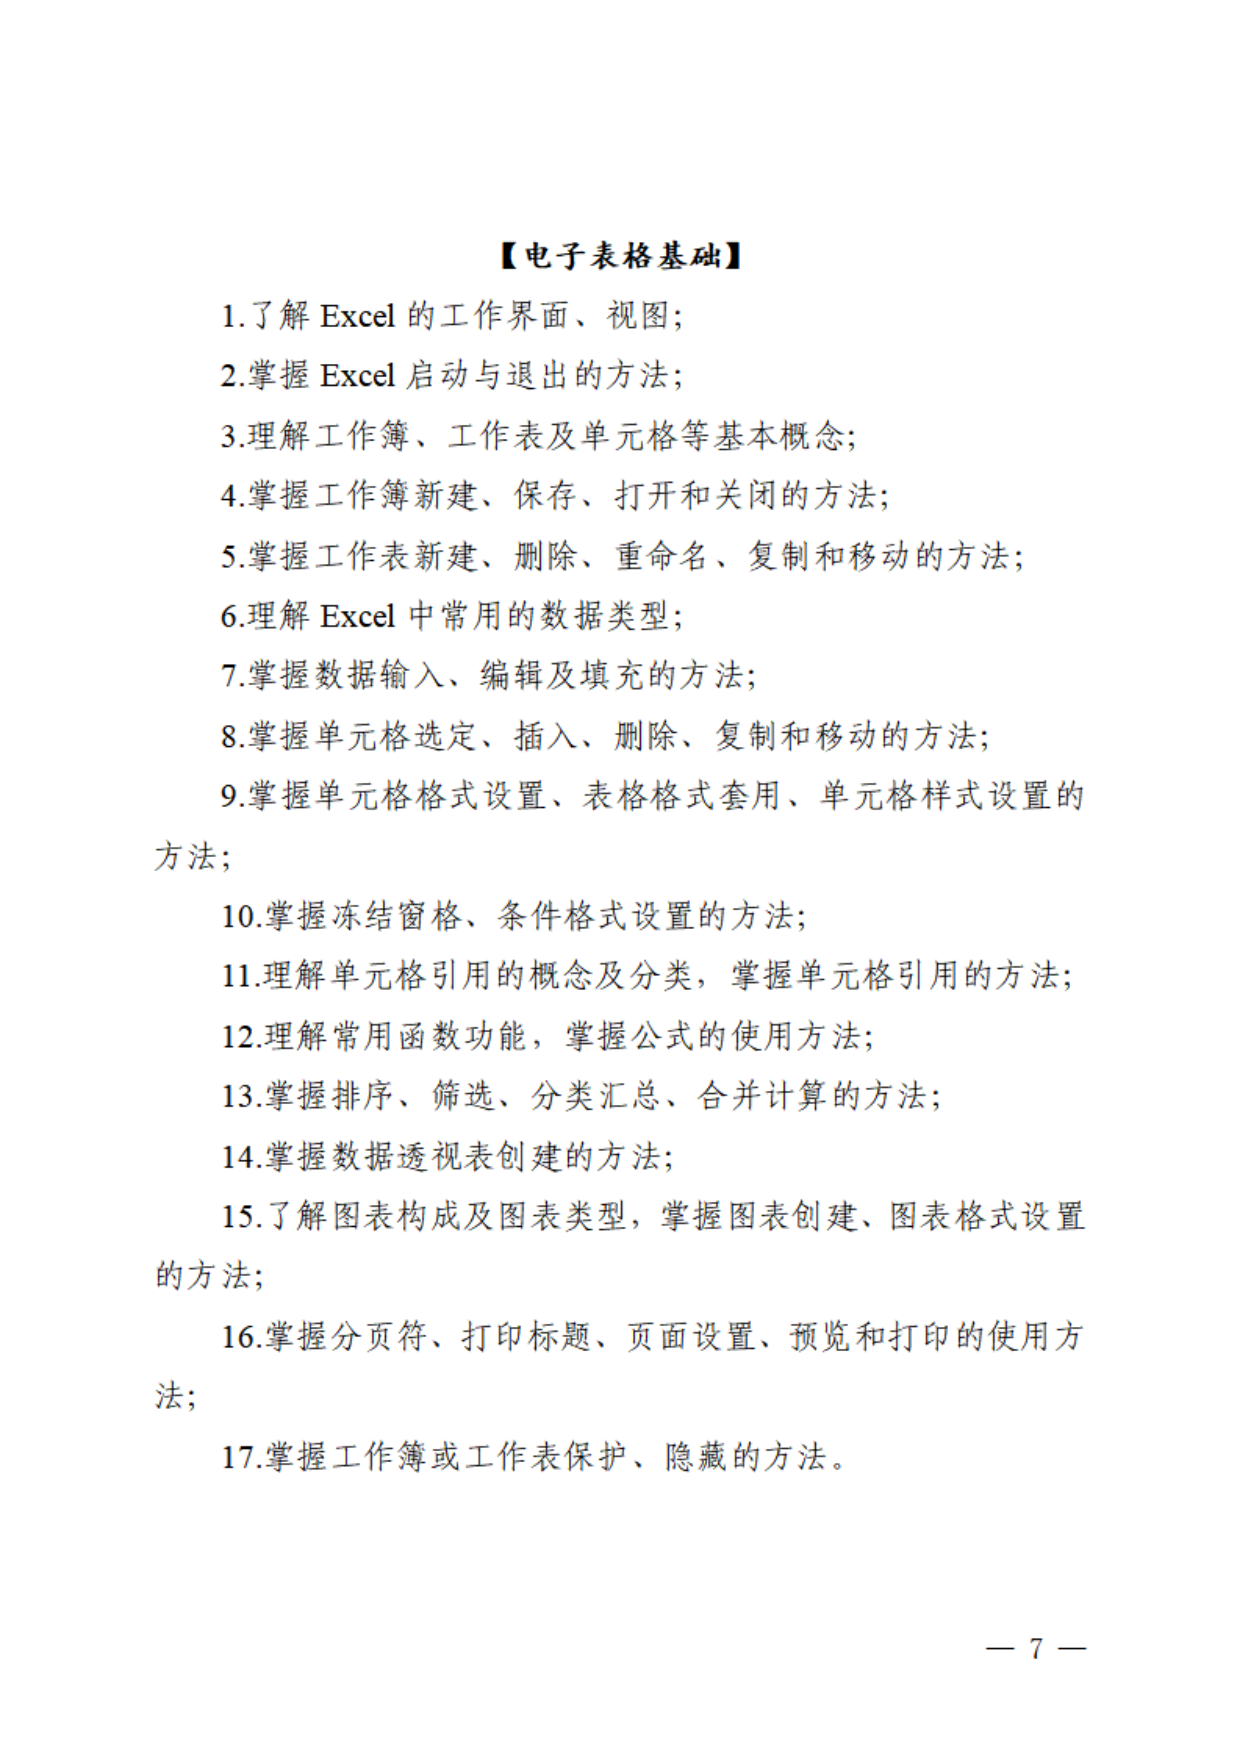 【电子表格基础】
1.了解 Excel 的工作界面、视图;
2.掌握 Excel 启动与退出的方法;
3.理解工作簿、工作表及单元格等基本概念;
4.掌握工作簿新建、保存、打开和关闭的方法;
5.掌握工作表新建、删除、重命名、复制和移动的方法;
6.理解 Excel 中常用的数据类型;
7.掌握数据输入、编辑及填充的方法;
8.掌握单元格选定、插入、删除、复制和移动的方法;
9.掌握单元格格式设置、表格格式套用、单元格样式设置的
方法;
10.掌握冻结窗格、条件格式设置的方法;
11.理解单元格引用的概念及分类，掌握单元格引用的方法;
12.理解常用函数功能，掌握公式的使用方法;
13.掌握排序、筛选、分类汇总、合并计算的方法;
14.掌握数据透视表创建的方法;
15.了解图表构成及图表类型，掌握图表创建、图表格式设置
的方法;
16.掌握分页符、打印标题、页面设置、预览和打印的使用方
法;
17.掌握工作簿或工作表保护、隐藏的方法。
— 7 —